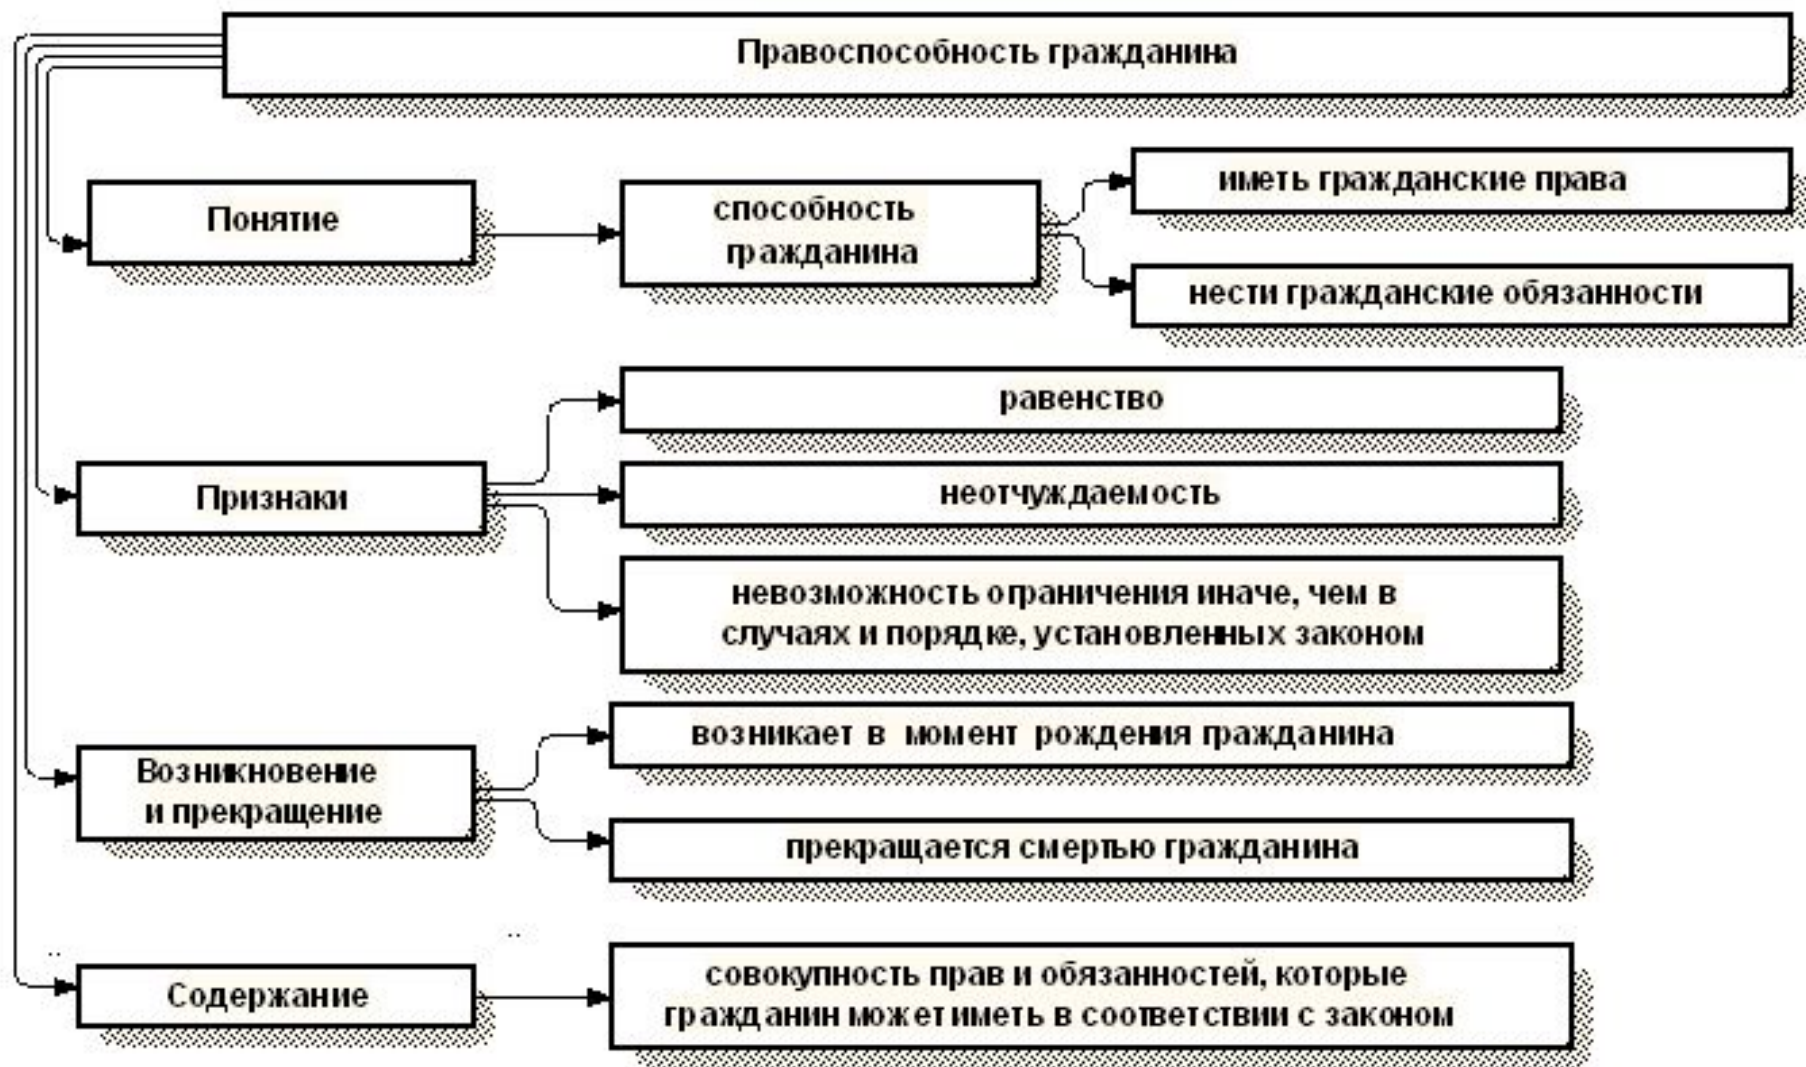 Правоспособность гражданина
Понятие
способность
гражданина
иметь гражданские права
нести гражданские обязанности
Признаки
равенство
неотчуждаемость
невозможность ограничения иначе, чем в
случаях и порядке, установленных законом
Возникновение
и прекращение
возникает в момент рождения гражданина
прекращается смертью гражданина
Содержание
совокупность прав и обязанностей, которые
гражданин может иметь в соответствии с законом